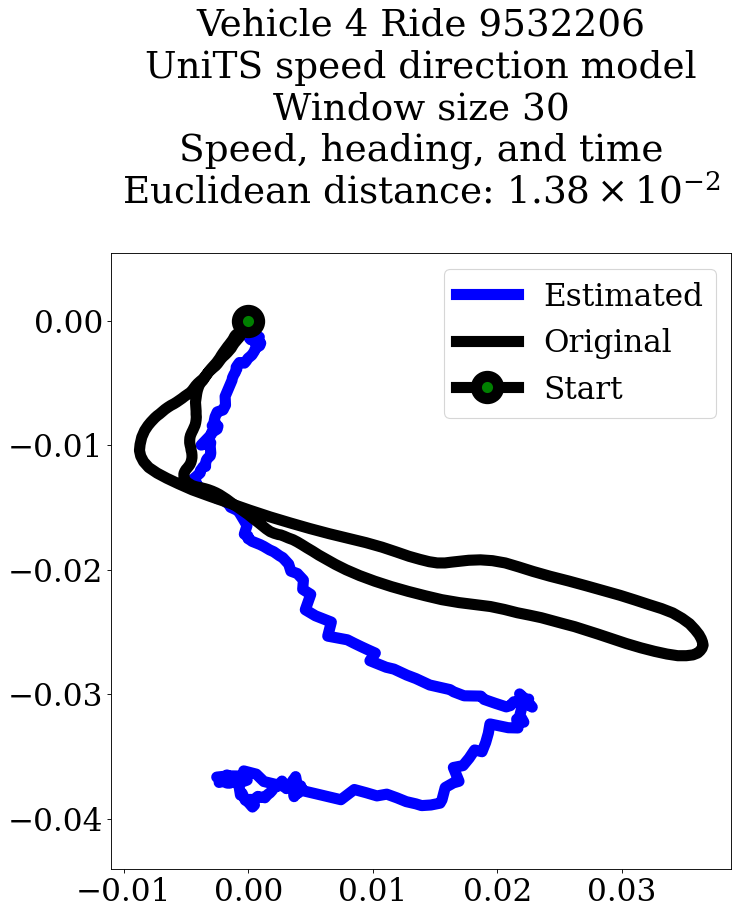 Vehicle 4 Ride 9532206
UniTS speed direction model
Window size 30
Speed, heading, and time
Euclidean distance: 1.38 × 10⁻²
Estimated
Original
Start
0.00
−0.01
−0.02
−0.03
−0.04
−0.01 0.00 0.01 0.02 0.03